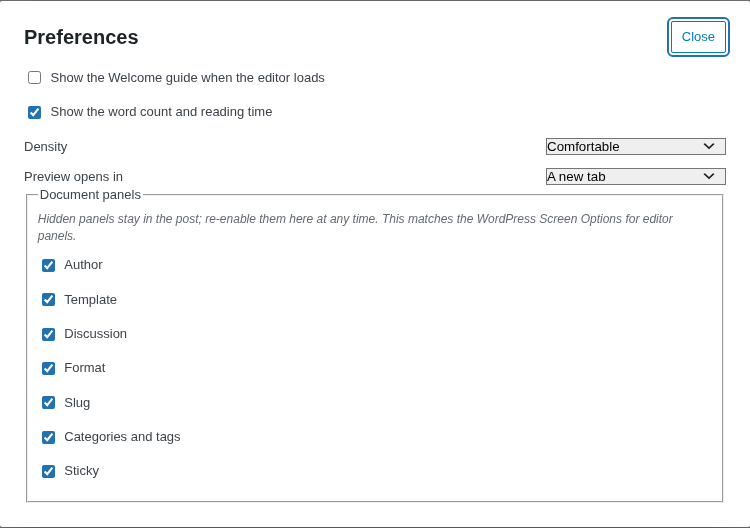 Preferences
Close
Show the Welcome guide when the editor loads
Show the word count and reading time
Density
Comfortable
Preview opens in
A new tab
Document panels
Hidden panels stay in the post; re-enable them here at any time. This matches the WordPress Screen Options for editor
panels.
Author
Template
Discussion
Format
Slug
Categories and tags
Sticky